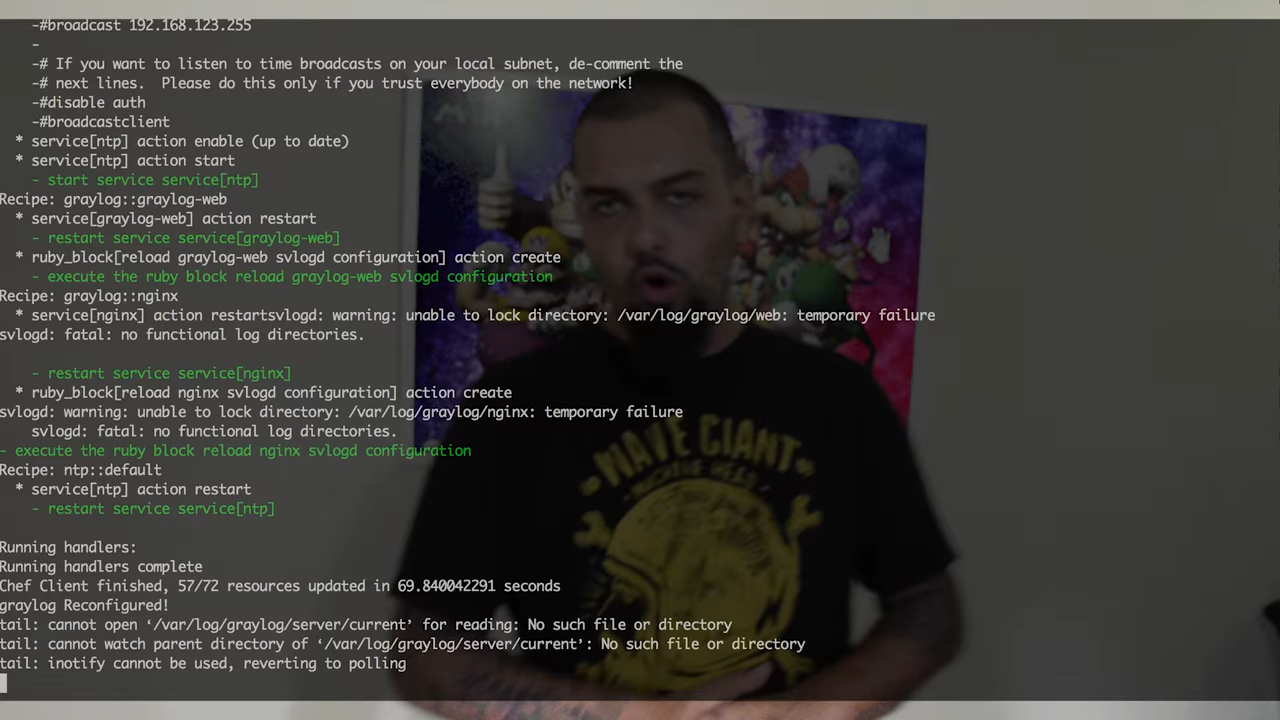 -#broadcast 192.168.123.255
-
-# If you want to listen to time broadcasts on your local subnet, de-comment the
-# next lines.  Please do this only if you trust everybody on the network!
-#disable auth
-#broadcastclient
* service[ntp] action enable (up to date)
* service[ntp] action start
- start service service[ntp]
Recipe: graylog::graylog-web
* service[graylog-web] action restart
- restart service service[graylog-web]
* ruby_block[reload graylog-web svlogd configuration] action create
- execute the ruby block reload graylog-web svlogd configuration
Recipe: graylog::nginx
* service[nginx] action restartsvlogd: warning: unable to lock directory: /var/log/graylog/web: temporary failure
svlogd: fatal: no functional log directories.
- restart service service[nginx]
* ruby_block[reload nginx svlogd configuration] action create
svlogd: warning: unable to lock directory: /var/log/graylog/nginx: temporary failure
svlogd: fatal: no functional log directories.
- execute the ruby block reload nginx svlogd configuration
Recipe: ntp::default
* service[ntp] action restart
- restart service service[ntp]
Running handlers:
Running handlers complete
Chef Client finished, 57/72 resources updated in 69.840042291 seconds
graylog Reconfigured!
tail: cannot open ‘/var/log/graylog/server/current’ for reading: No such file or directory
tail: cannot watch parent directory of ‘/var/log/graylog/server/current’: No such file or directory
tail: inotify cannot be used, reverting to polling
WAVE GIANT